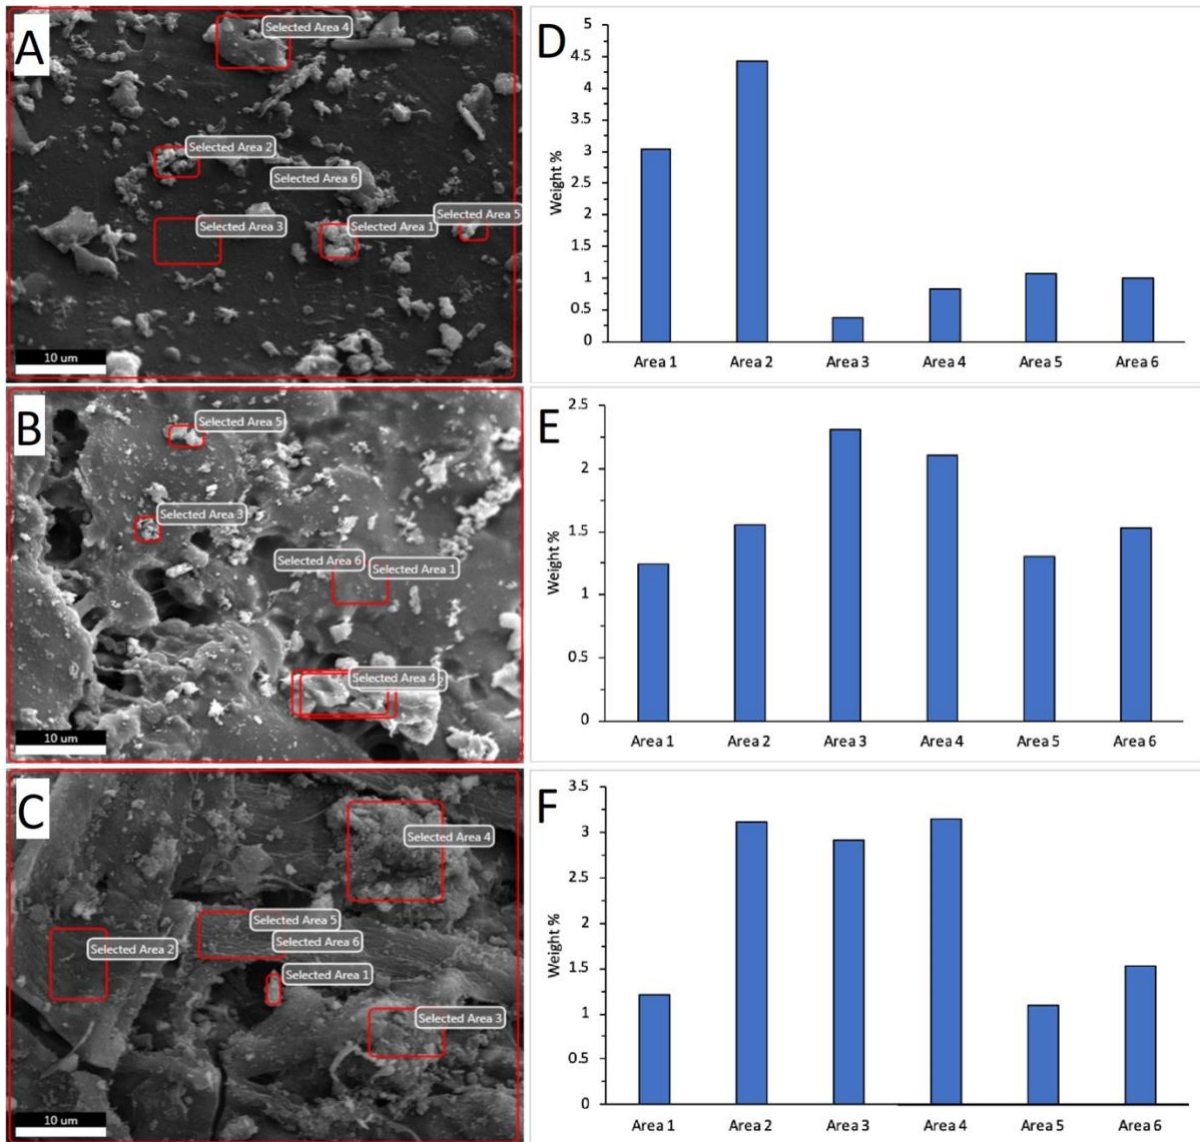 A
Selected Area 4
Selected Area 2
Selected Area 6
Selected Area 5
Selected Area 3
Selected Area 1
10 um
D
Weight %
5
4.5
4
3.5
3
2.5
2
1.5
1
0.5
0
Area 1 Area 2 Area 3 Area 4 Area 5 Area 6
B
Selected Area 5
Selected Area 3
Selected Area 6
Selected Area 1
Selected Area 4
2
10 um
E
Weight %
2.5
2
1.5
1
0.5
0
Area 1 Area 2 Area 3 Area 4 Area 5 Area 6
C
Selected Area 4
Selected Area 5
Selected Area 6
Selected Area 2
Selected Area 1
Selected Area 3
10 um
F
Weight %
3.5
3
2.5
2
1.5
1
0.5
0
Area 1 Area 2 Area 3 Area 4 Area 5 Area 6